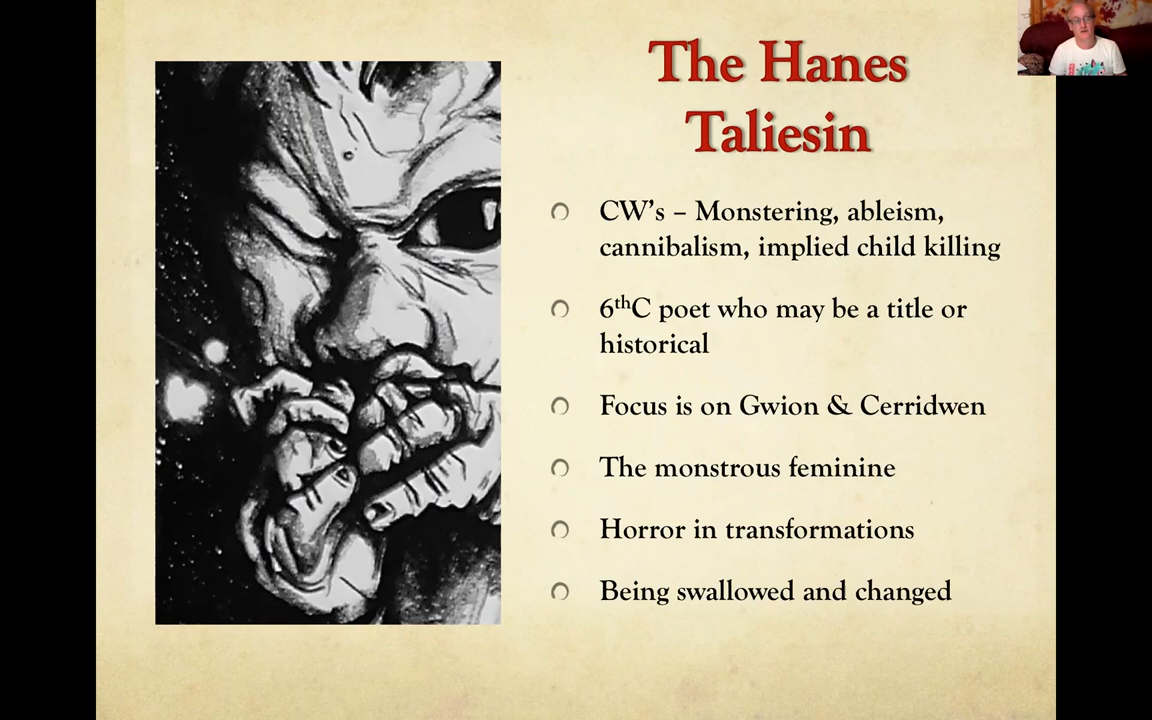 The Hanes
Taliesin
CW's – Monstering, ableism,
cannibalism, implied child killing
6thC poet who may be a title or
historical
Focus is on Gwion & Cerridwen
The monstrous feminine
Horror in transformations
Being swallowed and changed